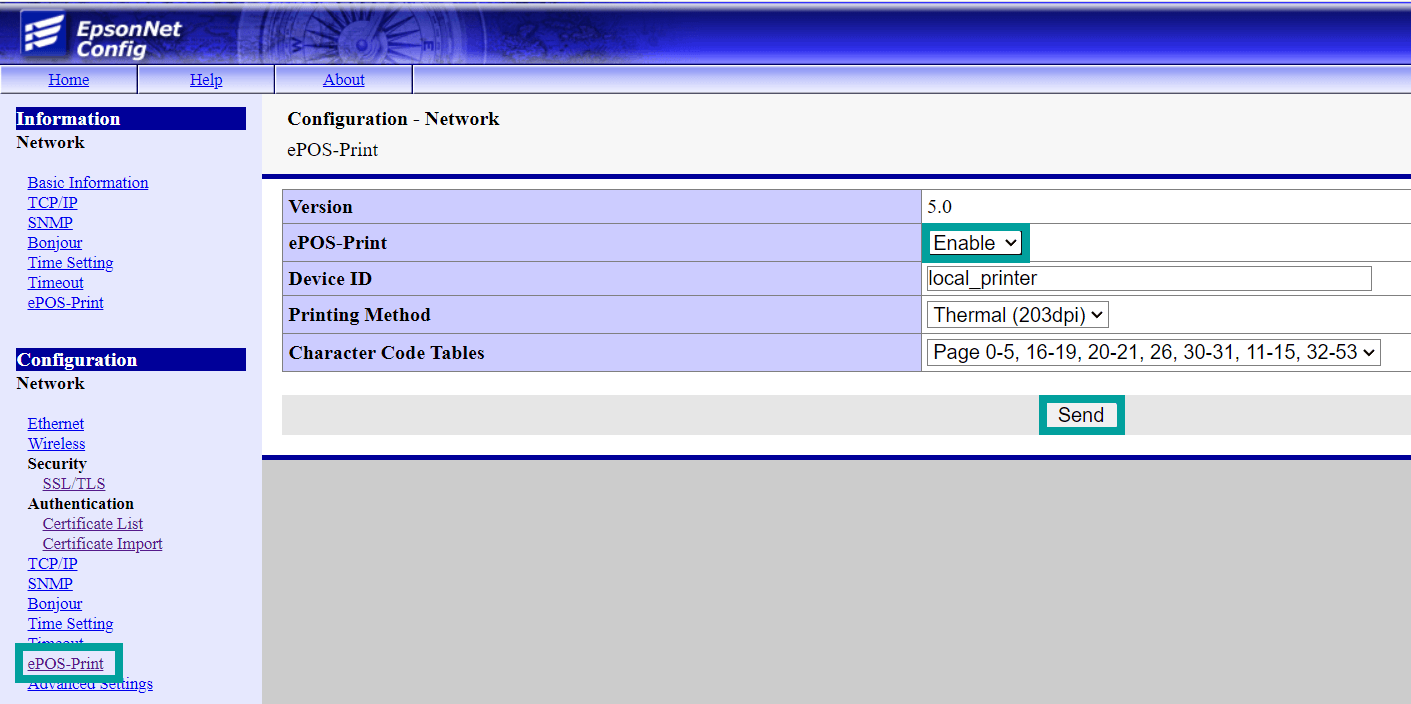 EpsonNet
Config
Home Help About
Information
Network
Basic Information
TCP/IP
SNMP
Bonjour
Time Setting
Timeout
ePOS-Print
Configuration
Network
Ethernet
Wireless
Security
SSL/TLS
Authentication
Certificate List
Certificate Import
TCP/IP
SNMP
Bonjour
Time Setting
Timeout
ePOS-Print
Advanced Settings
Configuration - Network
ePOS-Print
Version 5.0
ePOS-Print Enable
Device ID local_printer
Printing Method Thermal (203dpi)
Character Code Tables Page 0-5, 16-19, 20-21, 26, 30-31, 11-15, 32-53
Send